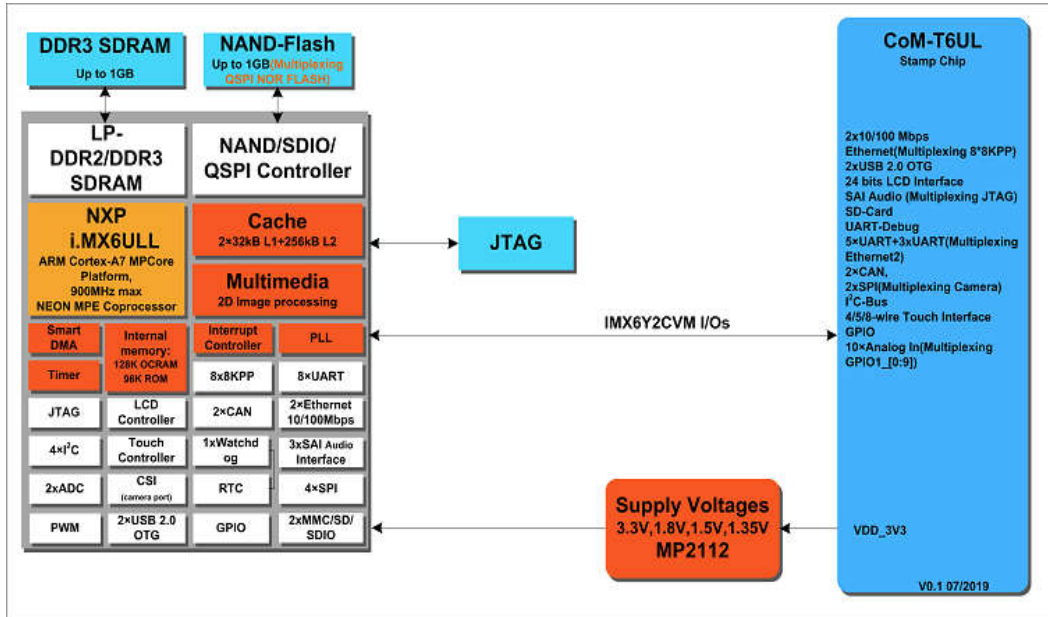 DDR3 SDRAM
Up to 1GB
NAND-Flash
Up to 1GB(Multiplexing
QSPI NOR FLASH)
LP-
DDR2/DDR3
SDRAM
NAND/SDIO/
QSPI Controller
NXP
i.MX6ULL
ARM Cortex-A7 MPCore
Platform,
900MHz max
NEON MPE Coprocessor
Cache
2×32kB L1+256kB L2
Multimedia
2D Image processing
Smart
DMA
Internal
memory:
128K OCRAM
96K ROM
Interrupt
Controller
PLL
Timer
8x8KPP
8×UART
JTAG
LCD
Controller
2×CAN
2×Ethernet
10/100Mbps
4×I²C
Touch
Controller
1xWatchd
og
3xSAI Audio
Interface
2xADC
CSI
(camera port)
RTC
4×SPI
PWM
2×USB 2.0
OTG
GPIO
2xMMC/SD/
SDIO
JTAG
IMX6Y2CVM I/Os
Supply Voltages
3.3V,1.8V,1.5V,1.35V
MP2112
CoM-T6UL
Stamp Chip
2x10/100 Mbps
Ethernet(Multiplexing 8*8KPP)
2xUSB 2.0 OTG
24 bits LCD Interface
SAI Audio (Multiplexing JTAG)
SD-Card
UART-Debug
5×UART+3xUART(Multiplexing
Ethernet2)
2×CAN,
2xSPI(Multiplexing Camera)
I²C-Bus
4/5/8-wire Touch Interface
GPIO
10×Analog In(Multiplexing
GPIO1_[0:9])
VDD_3V3
V0.1 07/2019